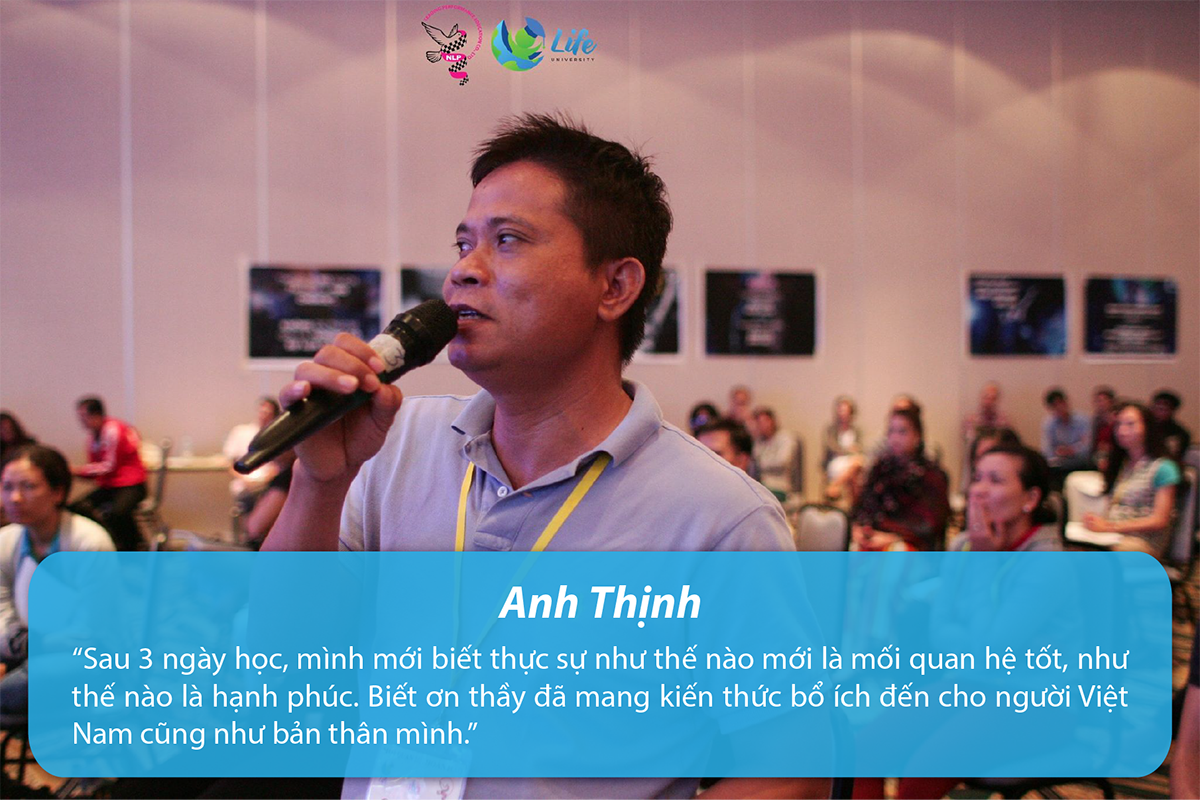 NLP
Life
UNIVERSITY
Anh Thịnh
“Sau 3 ngày học, mình mới biết thực sự như thế nào mới là mối quan hệ tốt, như
thế nào là hạnh phúc. Biết ơn thầy đã mang kiến thức bổ ích đến cho người Việt
Nam cũng như bản thân mình.”